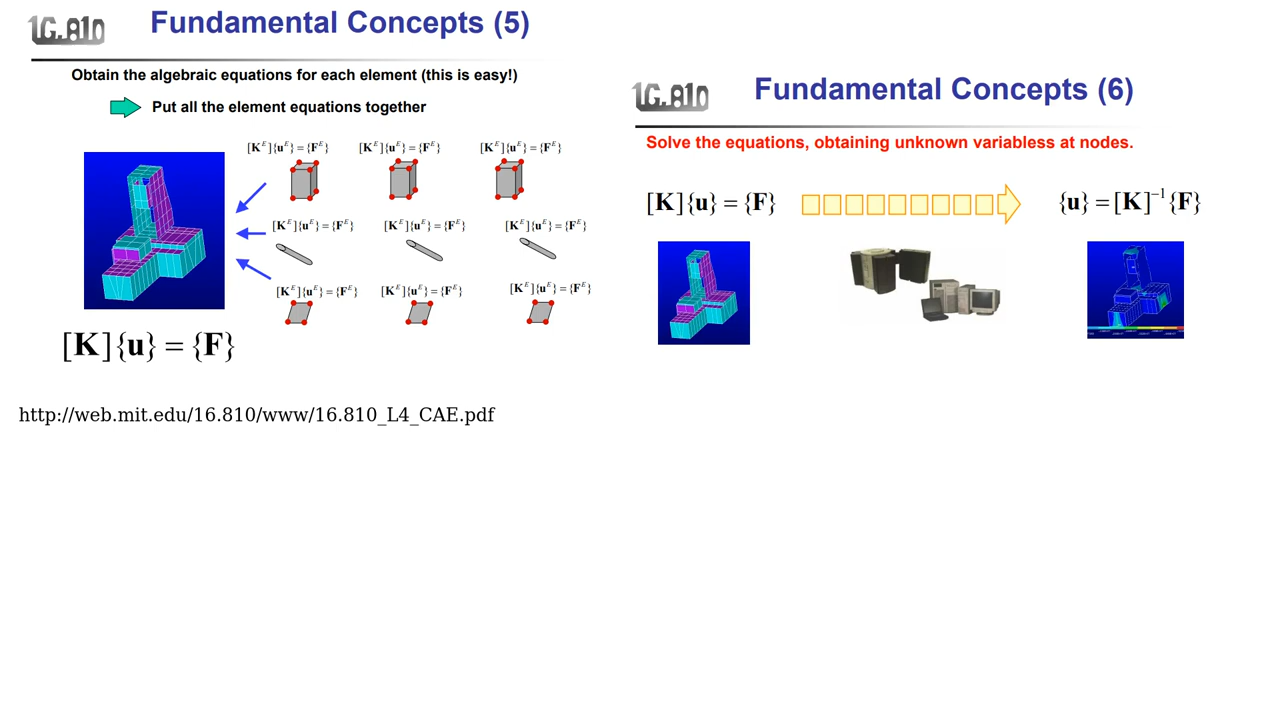 16.810
Fundamental Concepts (5)
Obtain the algebraic equations for each element (this is easy!)
Put all the element equations together
[K^E]{u^E} = {F^E} [K^E]{u^E} = {F^E} [K^E]{u^E} = {F^E}
[K^E]{u^E} = {F^E} [K^E]{u^E} = {F^E} [K^E]{u^E} = {F^E}
[K^E]{u^E} = {F^E} [K^E]{u^E} = {F^E} [K^E]{u^E} = {F^E}
[K]{u} = {F}
http://web.mit.edu/16.810/www/16.810_L4_CAE.pdf
16.810
Fundamental Concepts (6)
Solve the equations, obtaining unknown variabless at nodes.
[K]{u} = {F} {u} = [K]^-1 {F}